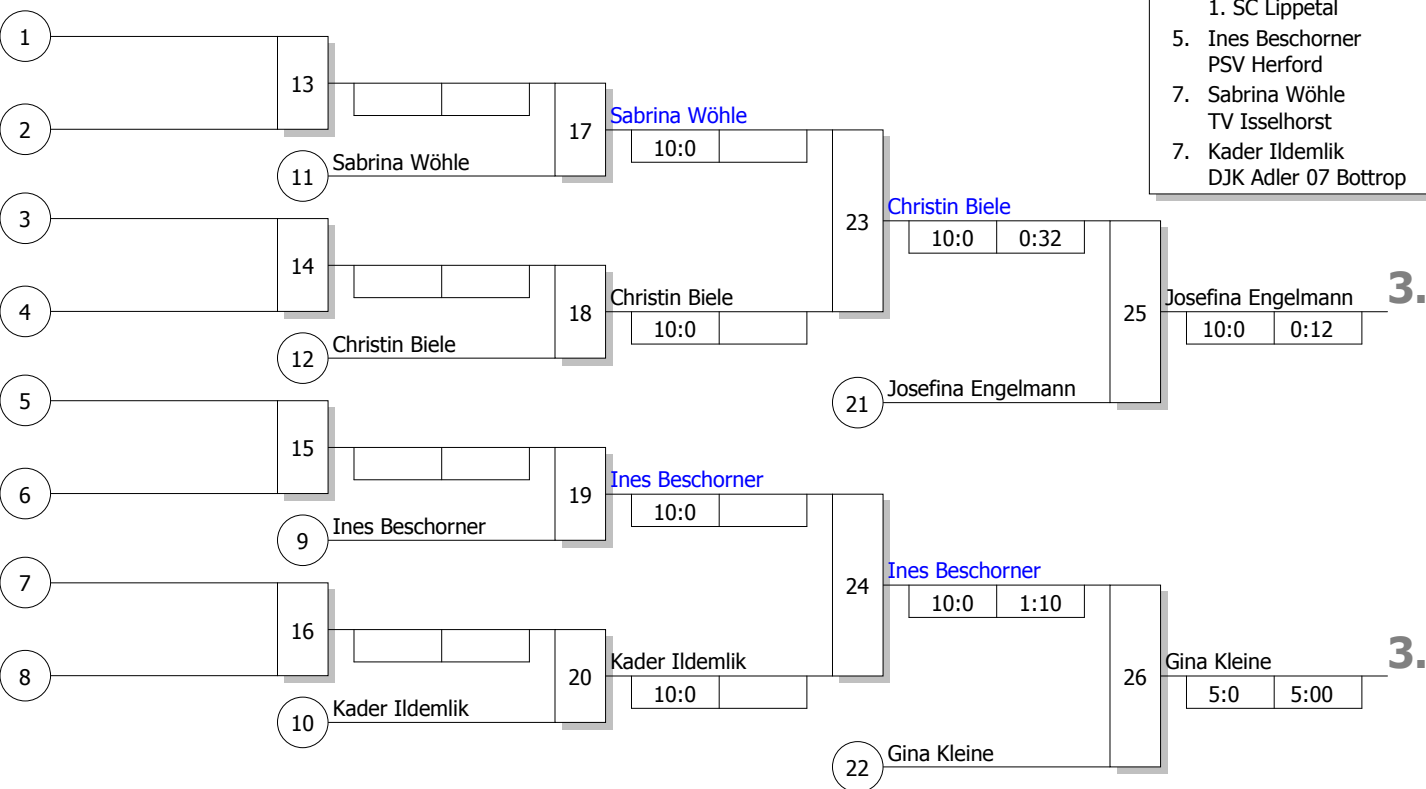 1. SC Lippetal
5. Ines Beschorner
PSV Herford
7. Sabrina Wöhle
TV Isselhorst
7. Kader Ildemlik
DJK Adler 07 Bottrop
1
13
2
17
Sabrina Wöhle
10:0
11
Sabrina Wöhle
3
14
4
18
Christin Biele
10:0
12
Christin Biele
23
Christin Biele
10:0 0:32
25
Josefina Engelmann 3.
10:0 0:12
21
Josefina Engelmann
5
15
6
19
Ines Beschorner
10:0
9
Ines Beschorner
7
16
8
20
Kader Ildemlik
10:0
10
Kader Ildemlik
24
Ines Beschorner
10:0 1:10
26
Gina Kleine 3.
5:0 5:00
22
Gina Kleine